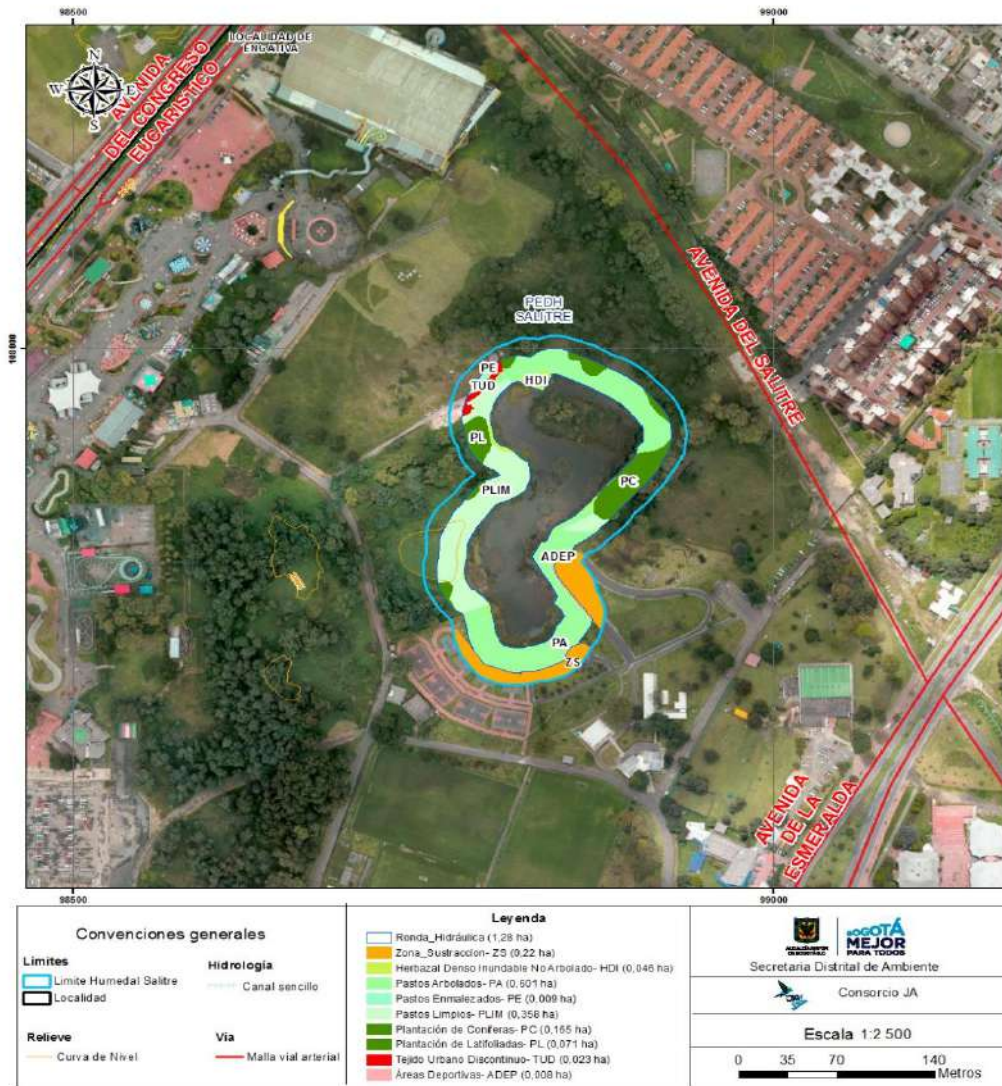 98500
99000
LOCALIDAD DE
ENGATIVA
N
W
E
S
AVENIDA
DEL CONGRESO
EUCARISTICO
AVENIDA DEL SALITRE
PEDH
SALITRE
PE
TUD
HDI
PL
PLIM
PC
ADEP
PA
ZS
AVENIDA
DE LA
ESMERALDA
98500
99000
Convenciones generales
Límites
Limite Humedal Salitre
Localidad
Hidrología
Canal sencillo
Relieve
Curva de Nivel
Vía
Malla vial arterial
Leyenda
Ronda_Hidráulica (1,28 ha)
Zona_Sustraccion- ZS (0,22 ha)
Herbazal Denso Inundable No Arbolado- HDI (0,046 ha)
Pastos Arbolados- PA (0,601 ha)
Pastos Enmalezados- PE (0,009 ha)
Pastos Limpios- PLIM (0,358 ha)
Plantación de Coniferas- PC (0,165 ha)
Plantación de Latifoliadas- PL (0,071 ha)
Tejido Urbano Discontinuo- TUD (0,023 ha)
Áreas Deportivas- ADEP (0,008 ha)
BOGOTÁ
MEJOR
PARA TODOS
Secretaria Distrital de Ambiente
Consorcio JA
Escala 1:2 500
0 35 70 140
Metros